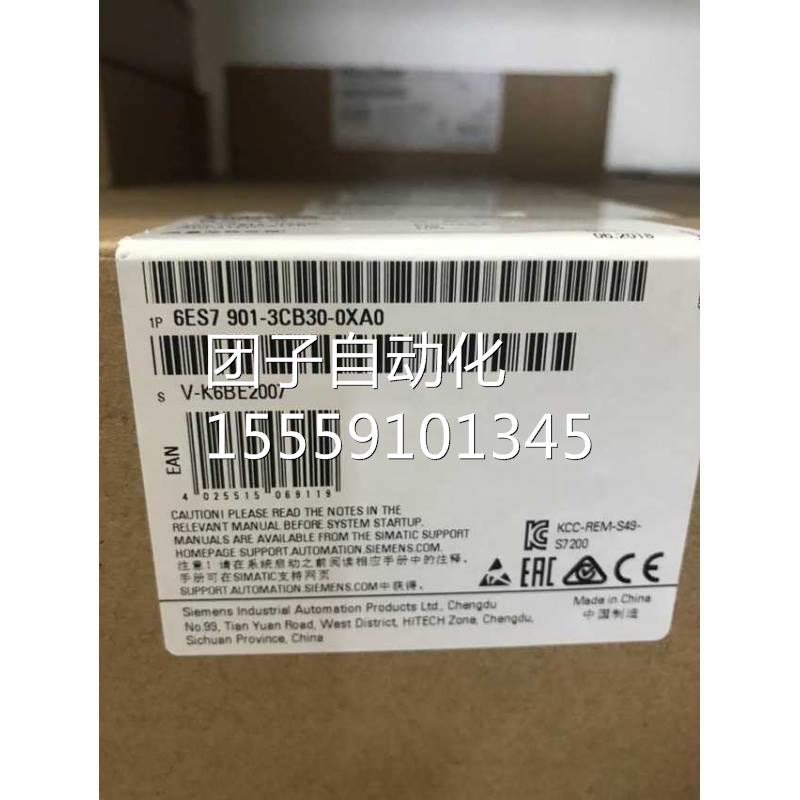 06.2018
1P 6ES7 901-3CB30-0XA0
团子自动化
S V-K6BE2007
15559101345
EAN
4 025515 069119
CAUTION! PLEASE READ THE NOTES IN THE
RELEVANT MANUAL BEFORE SYSTEM STARTUP.
MANUALS ARE AVAILABLE FROM THE SIMATIC SUPPORT
HOMEPAGE SUPPORT.AUTOMATION.SIEMENS.COM.
注意！请在系统启动之前阅读相应手册中的注释。
手册可在SIMATIC支持网页
SUPPORT.AUTOMATION.SIEMENS.COM中获得。
KCC-REM-S49-
S7200
EAC CE
Siemens Industrial Automation Products Ltd., Chengdu
No.99, Tian Yuan Road, West District, HITECH Zone, Chengdu,
Sichuan Province, China
Made in China
中国制造